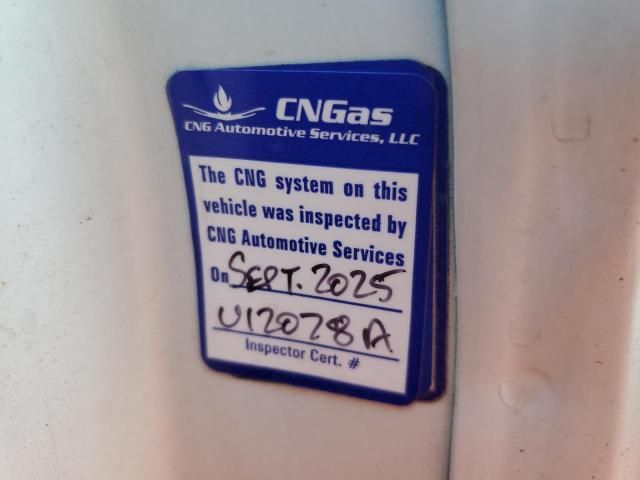 CNGas
CNG Automotive Services, LLC
The CNG system on this
vehicle was inspected by
CNG Automotive Services
On SEPT. 2025
U12028A
Inspector Cert. #